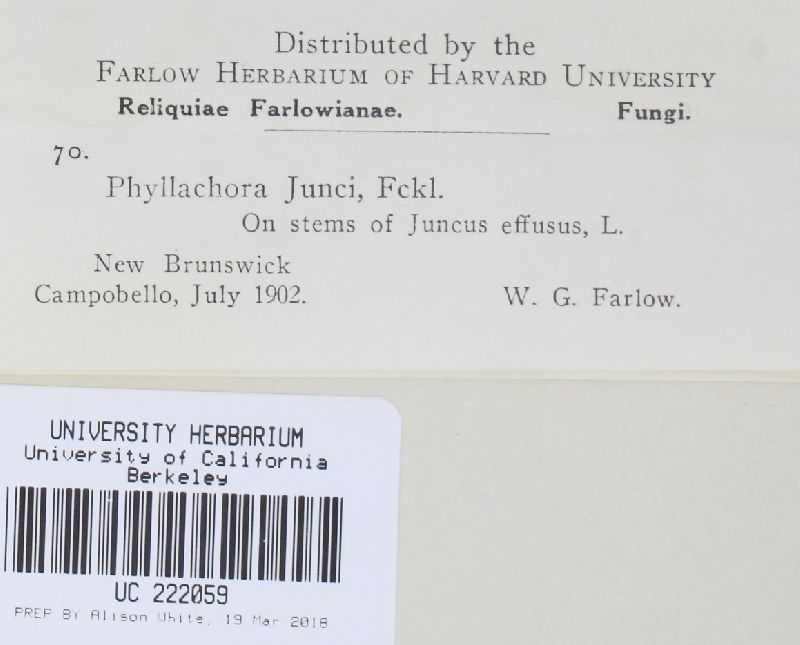 Distributed by the
Farlow Herbarium of Harvard University
Reliquiae Farlowianae. Fungi.
70.
Phyllachora Junci, Fckl.
On stems of Juncus effusus, L.
New Brunswick
Campobello, July 1902. W. G. Farlow.
UNIVERSITY HERBARIUM
University of California
Berkeley
UC 222059
PREP BY Alison White, 19 Mar 2018